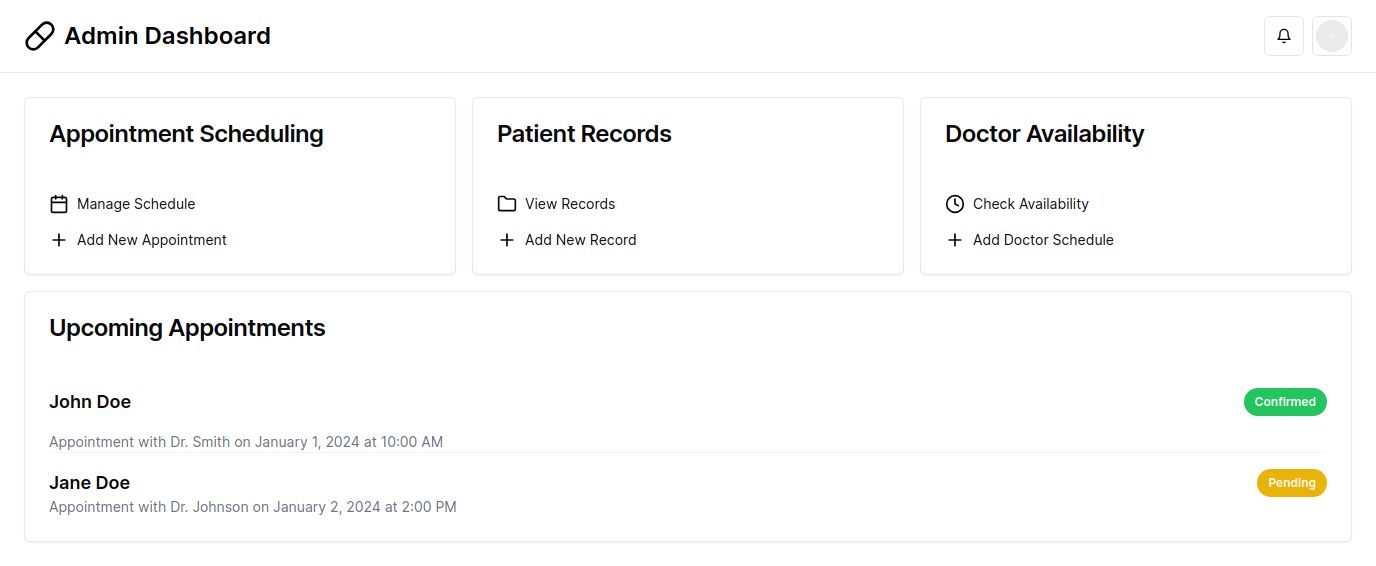 Admin Dashboard
Appointment Scheduling
Manage Schedule
Add New Appointment
Patient Records
View Records
Add New Record
Doctor Availability
Check Availability
Add Doctor Schedule
Upcoming Appointments
John Doe
Confirmed
Appointment with Dr. Smith on January 1, 2024 at 10:00 AM
Jane Doe
Pending
Appointment with Dr. Johnson on January 2, 2024 at 2:00 PM